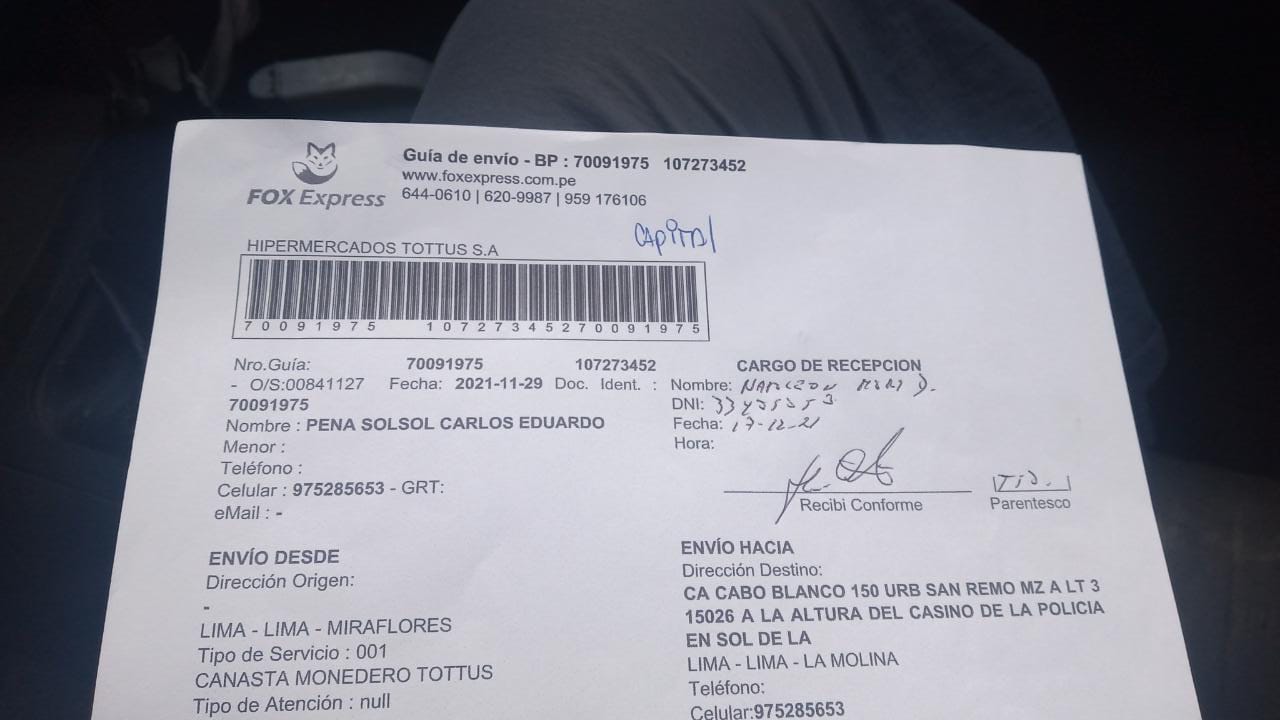 FOX Express
Guía de envío - BP : 70091975 107273452
www.foxexpress.com.pe
644-0610 | 620-9987 | 959 176106
CAPITAL
HIPERMERCADOS TOTTUS S.A
70091975 10727345270091975
Nro.Guía: 70091975 107273452
- O/S:00841127 Fecha: 2021-11-29 Doc. Ident. :
70091975
Nombre : PENA SOLSOL CARLOS EDUARDO
Menor :
Teléfono :
Celular : 975285653 - GRT:
eMail : -
CARGO DE RECEPCION
Nombre:
DNI:
Fecha: 17-12-21
Hora:
Recibi Conforme
Parentesco
ENVÍO DESDE
Dirección Origen:
-
LIMA - LIMA - MIRAFLORES
Tipo de Servicio : 001
CANASTA MONEDERO TOTTUS
Tipo de Atención : null
ENVÍO HACIA
Dirección Destino:
CA CABO BLANCO 150 URB SAN REMO MZ A LT 3
15026 A LA ALTURA DEL CASINO DE LA POLICIA
EN SOL DE LA
LIMA - LIMA - LA MOLINA
Teléfono:
Celular:975285653